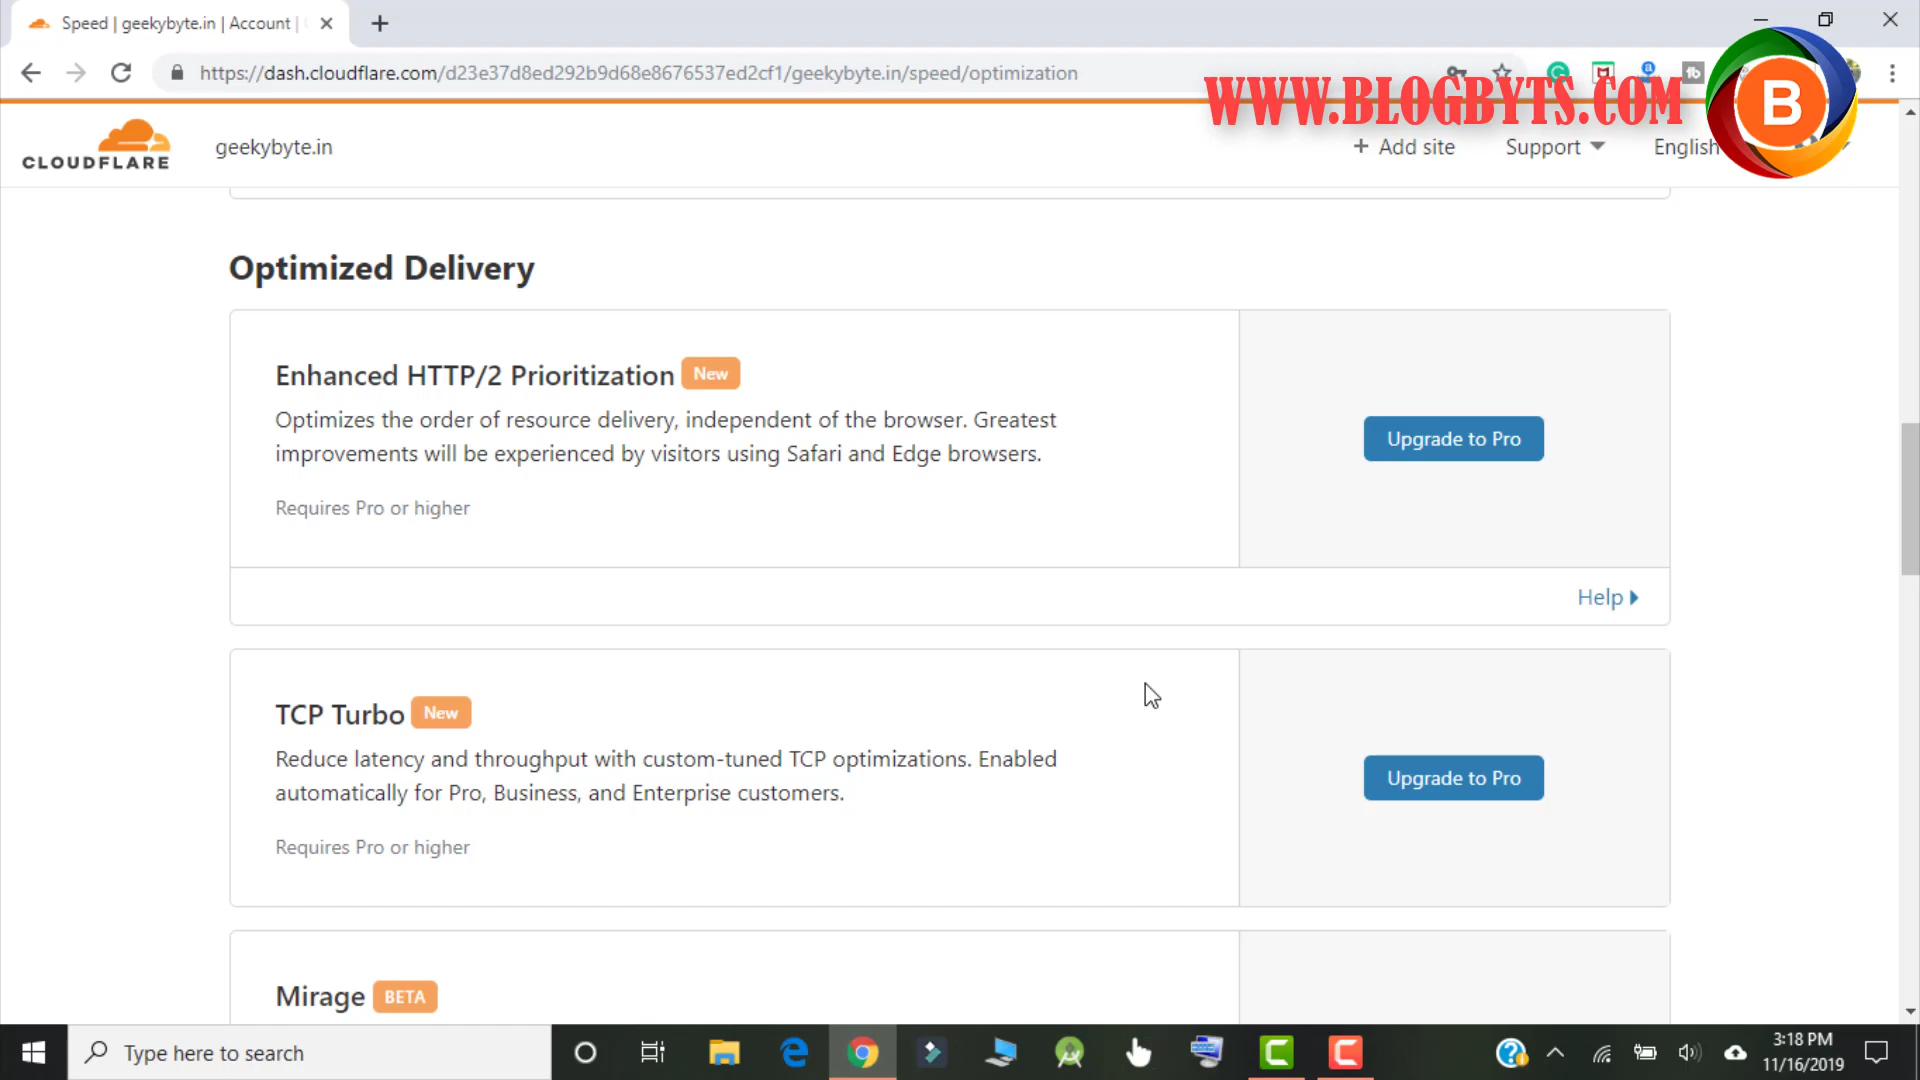 Speed | geekybyte.in | Account |
https://dash.cloudflare.com/d23e37d8ed292b9d68e8676537ed2cf1/geekybyte.in/speed/optimization
WWW.BLOGBYTS.COM
B
CLOUDFLARE
geekybyte.in
+ Add site
Support
English
Optimized Delivery
Enhanced HTTP/2 Prioritization New
Optimizes the order of resource delivery, independent of the browser. Greatest
improvements will be experienced by visitors using Safari and Edge browsers.
Requires Pro or higher
Upgrade to Pro
Help
TCP Turbo New
Reduce latency and throughput with custom-tuned TCP optimizations. Enabled
automatically for Pro, Business, and Enterprise customers.
Requires Pro or higher
Upgrade to Pro
Mirage BETA
Type here to search
3:18 PM
11/16/2019